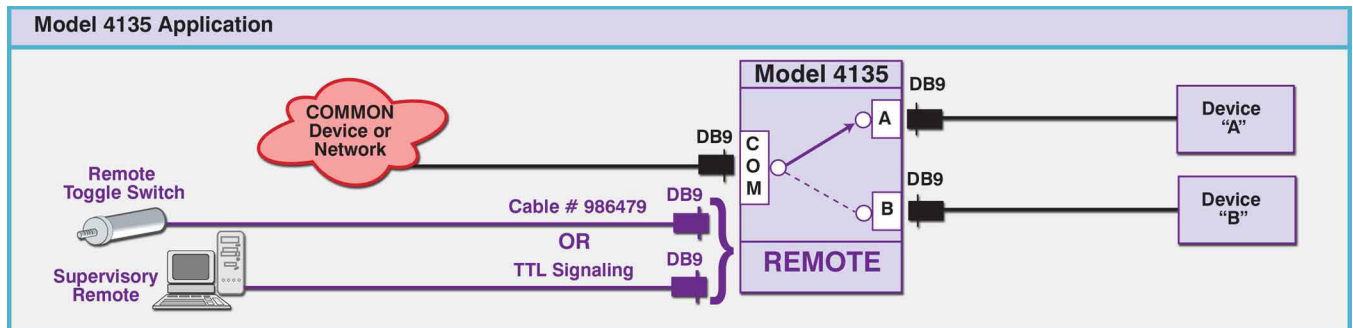 Model 4135 Application
Model 4135
COMMON
Device or
Network
DB9
C
O
M
A
DB9
Device
“A”
B
DB9
Device
“B”
Remote
Toggle Switch
Cable # 986479
DB9
OR
Supervisory
Remote
TTL Signaling
DB9
REMOTE